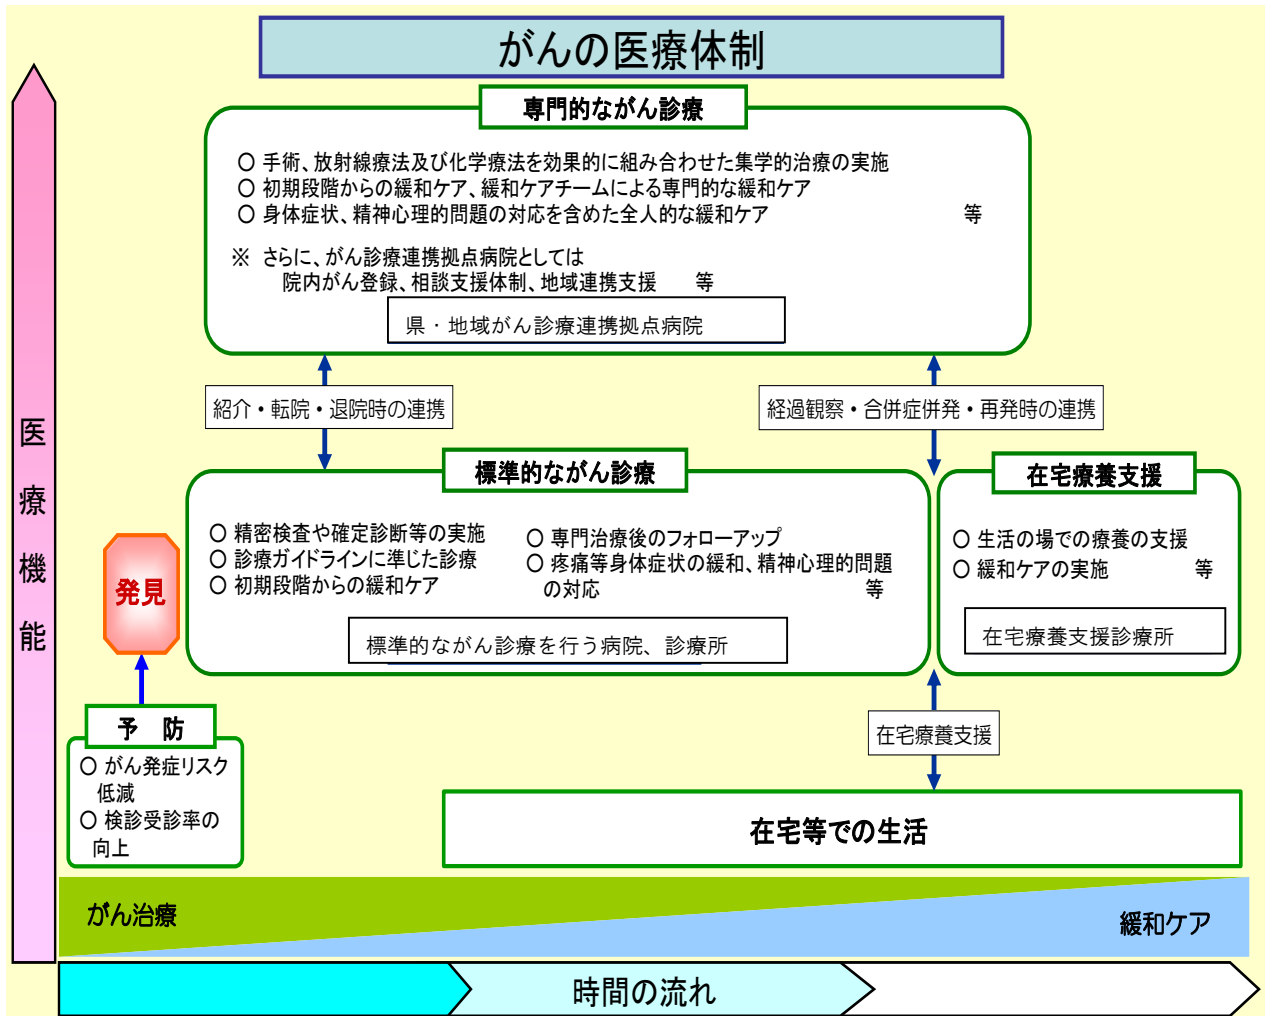 がんの医療体制
専門的ながん診療
〇 手術、放射線療法及び化学療法を効果的に組み合わせた集学的治療の実施
〇 初期段階からの緩和ケア、緩和ケアチームによる専門的な緩和ケア
〇 身体症状、精神心理的問題の対応を含めた全人的な緩和ケア 等
※ さらに、がん診療連携拠点病院としては
院内がん登録、相談支援体制、地域連携支援 等
県・地域がん診療連携拠点病院
紹介・転院・退院時の連携
経過観察・合併症併発・再発時の連携
医療機能
標準的ながん診療
〇 精密検査や確定診断等の実施
〇 診療ガイドラインに準じた診療
〇 初期段階からの緩和ケア
〇 専門治療後のフォローアップ
〇 疼痛等身体症状の緩和、精神心理的問題
の対応 等
標準的ながん診療を行う病院、診療所
在宅療養支援
〇 生活の場での療養の支援
〇 緩和ケアの実施 等
在宅療養支援診療所
発見
予 防
〇 がん発症リスク
低減
〇 検診受診率の
向上
在宅療養支援
在宅等での生活
がん治療
緩和ケア
時間の流れ